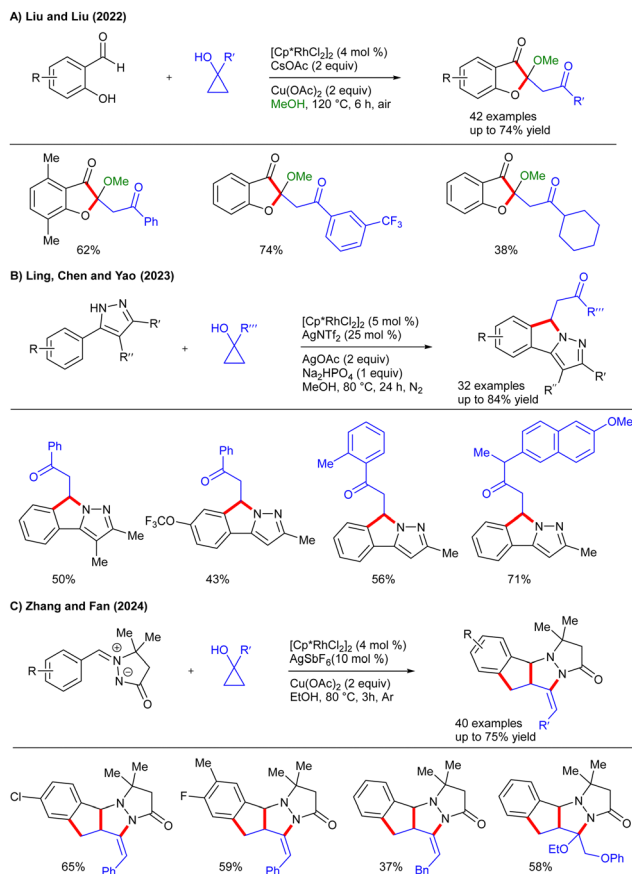 A) Liu and Liu (2022)
O
H
R
OH
+
HO R'
[Cp*RhCl2]2 (4 mol %)
CsOAc (2 equiv)
Cu(OAc)2 (2 equiv)
MeOH, 120 °C, 6 h, air
O
OMe
O
R
O
R'
42 examples
up to 74% yield
Me
O
OMe
O
O
Ph
Me
62%
O
OMe
O
O
CF3
74%
O
OMe
O
O
38%
B) Ling, Chen and Yao (2023)
HN N
R'
R
R''
+
HO R'''
[Cp*RhCl2]2 (5 mol %)
AgNTf2 (25 mol %)
AgOAc (2 equiv)
Na2HPO4 (1 equiv)
MeOH, 80 °C, 24 h, N2
O
R'''
R
N N
R''
R'
32 examples
up to 84% yield
Ph
O
N N
Me
Me
50%
Ph
O
F3CO
N N
Me
43%
Me
O
N N
Me
56%
OMe
Me
O
N N
Me
71%
C) Zhang and Fan (2024)
Me Me
⊕
N
N ⊖
R
O
+
HO R'
[Cp*RhCl2]2 (4 mol %)
AgSbF6(10 mol %)
Cu(OAc)2 (2 equiv)
EtOH, 80 °C, 3h, Ar
R
Me Me
N
N
O
R'
40 examples
up to 75% yield
Me Me
Cl
N
N
O
Ph
65%
Me
Me Me
F
N
N
O
Ph
59%
Me Me
N
N
O
Bn
37%
Me Me
N
N
O
EtO
OPh
58%